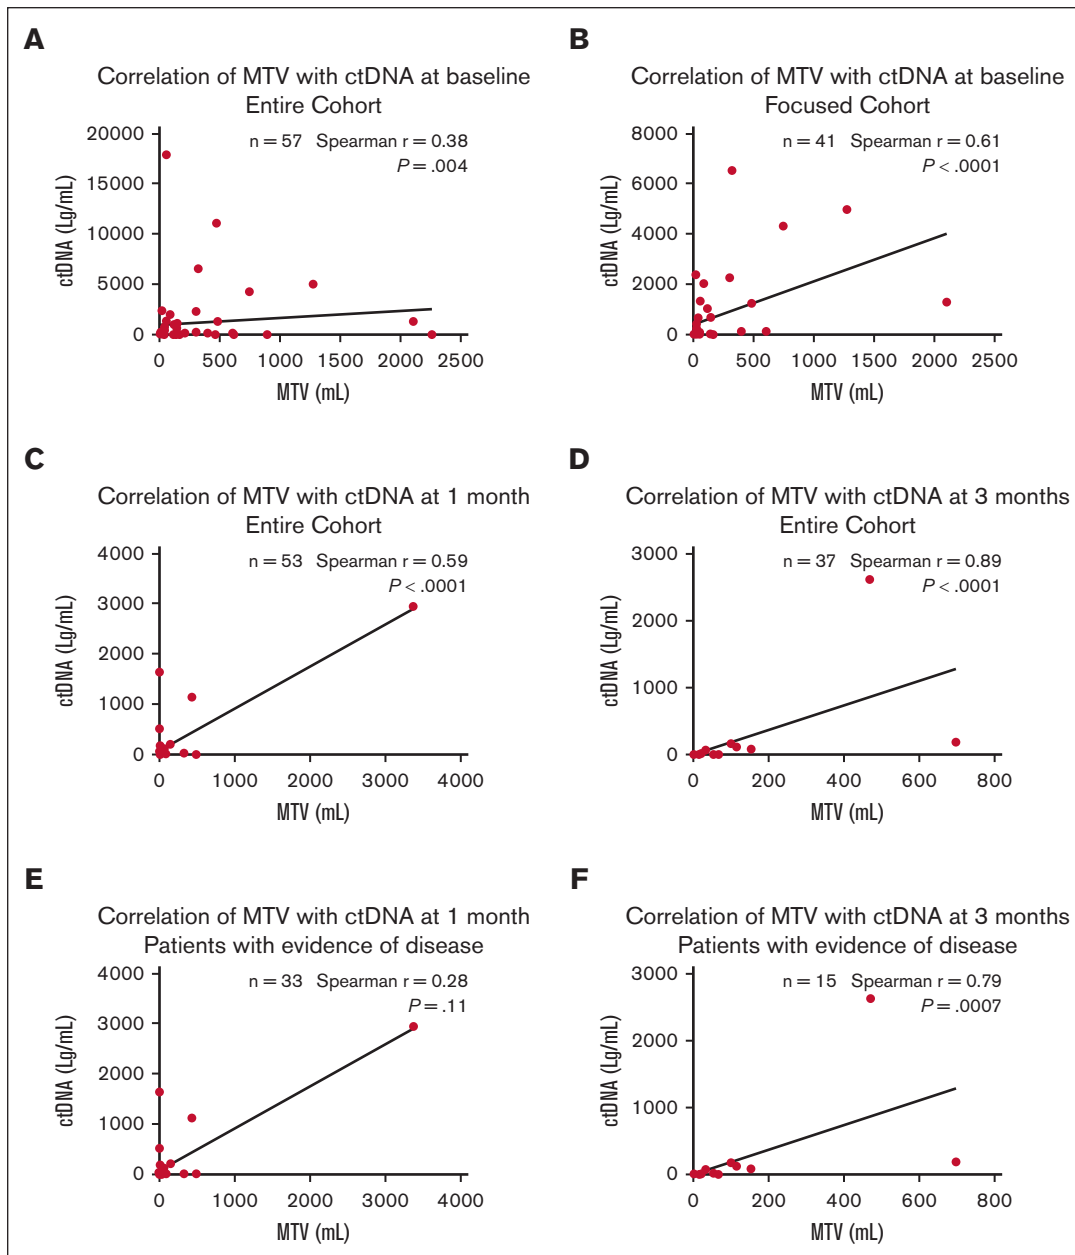 A
Correlation of MTV with ctDNA at baseline
Entire Cohort
n = 57 Spearman r = 0.38
P = .004
ctDNA (Lg/mL)
20000
15000
10000
5000
0
0 500 1000 1500 2000 2500
MTV (mL)
B
Correlation of MTV with ctDNA at baseline
Focused Cohort
n = 41 Spearman r = 0.61
P < .0001
ctDNA (Lg/mL)
8000
6000
4000
2000
0
0 500 1000 1500 2000 2500
MTV (mL)
C
Correlation of MTV with ctDNA at 1 month
Entire Cohort
n = 53 Spearman r = 0.59
P < .0001
ctDNA (Lg/mL)
4000
3000
2000
1000
0
0 1000 2000 3000 4000
MTV (mL)
D
Correlation of MTV with ctDNA at 3 months
Entire Cohort
n = 37 Spearman r = 0.89
P < .0001
ctDNA (Lg/mL)
3000
2000
1000
0
0 200 400 600 800
MTV (mL)
E
Correlation of MTV with ctDNA at 1 month
Patients with evidence of disease
n = 33 Spearman r = 0.28
P = .11
ctDNA (Lg/mL)
4000
3000
2000
1000
0
0 1000 2000 3000 4000
MTV (mL)
F
Correlation of MTV with ctDNA at 3 months
Patients with evidence of disease
n = 15 Spearman r = 0.79
P = .0007
ctDNA (Lg/mL)
3000
2000
1000
0
0 200 400 600 800
MTV (mL)